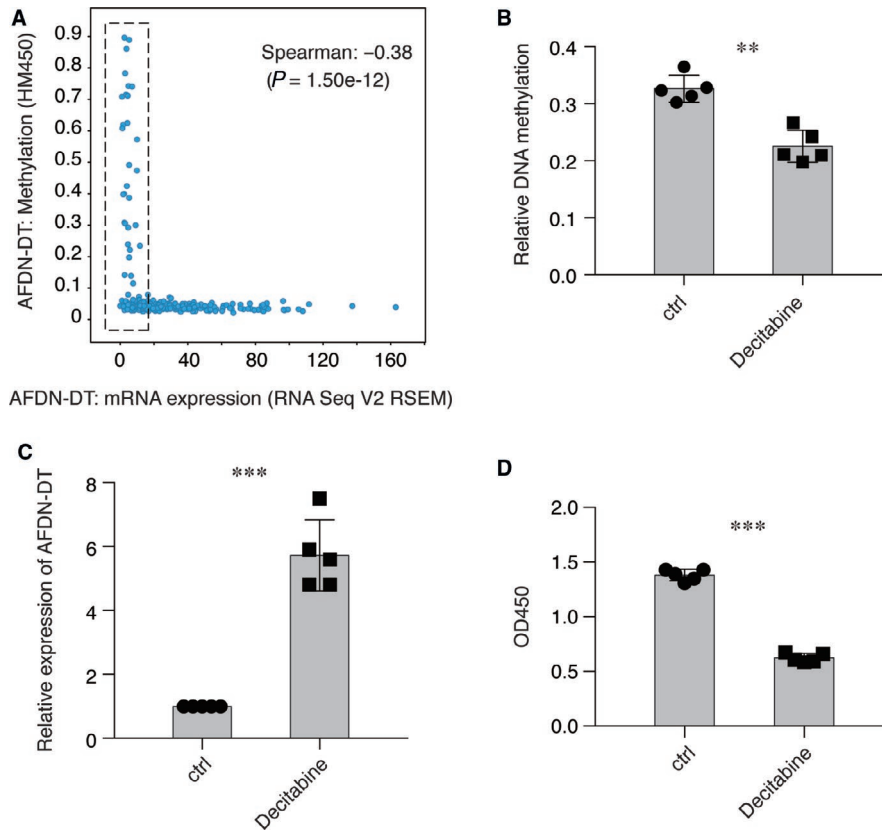 A
AFDN-DT: Methylation (HM450)
0.9
0.8
0.7
0.6
0.5
0.4
0.3
0.2
0.1
0
Spearman: −0.38
(P = 1.50e-12)
0 40 80 120 160
AFDN-DT: mRNA expression (RNA Seq V2 RSEM)
B
Relative DNA methylation
0.4
0.3
0.2
0.1
0.0
**
ctrl
Decitabine
C
Relative expression of AFDN-DT
8
6
4
2
0
***
ctrl
Decitabine
D
OD450
2.0
1.5
1.0
0.5
0.0
***
ctrl
Decitabine